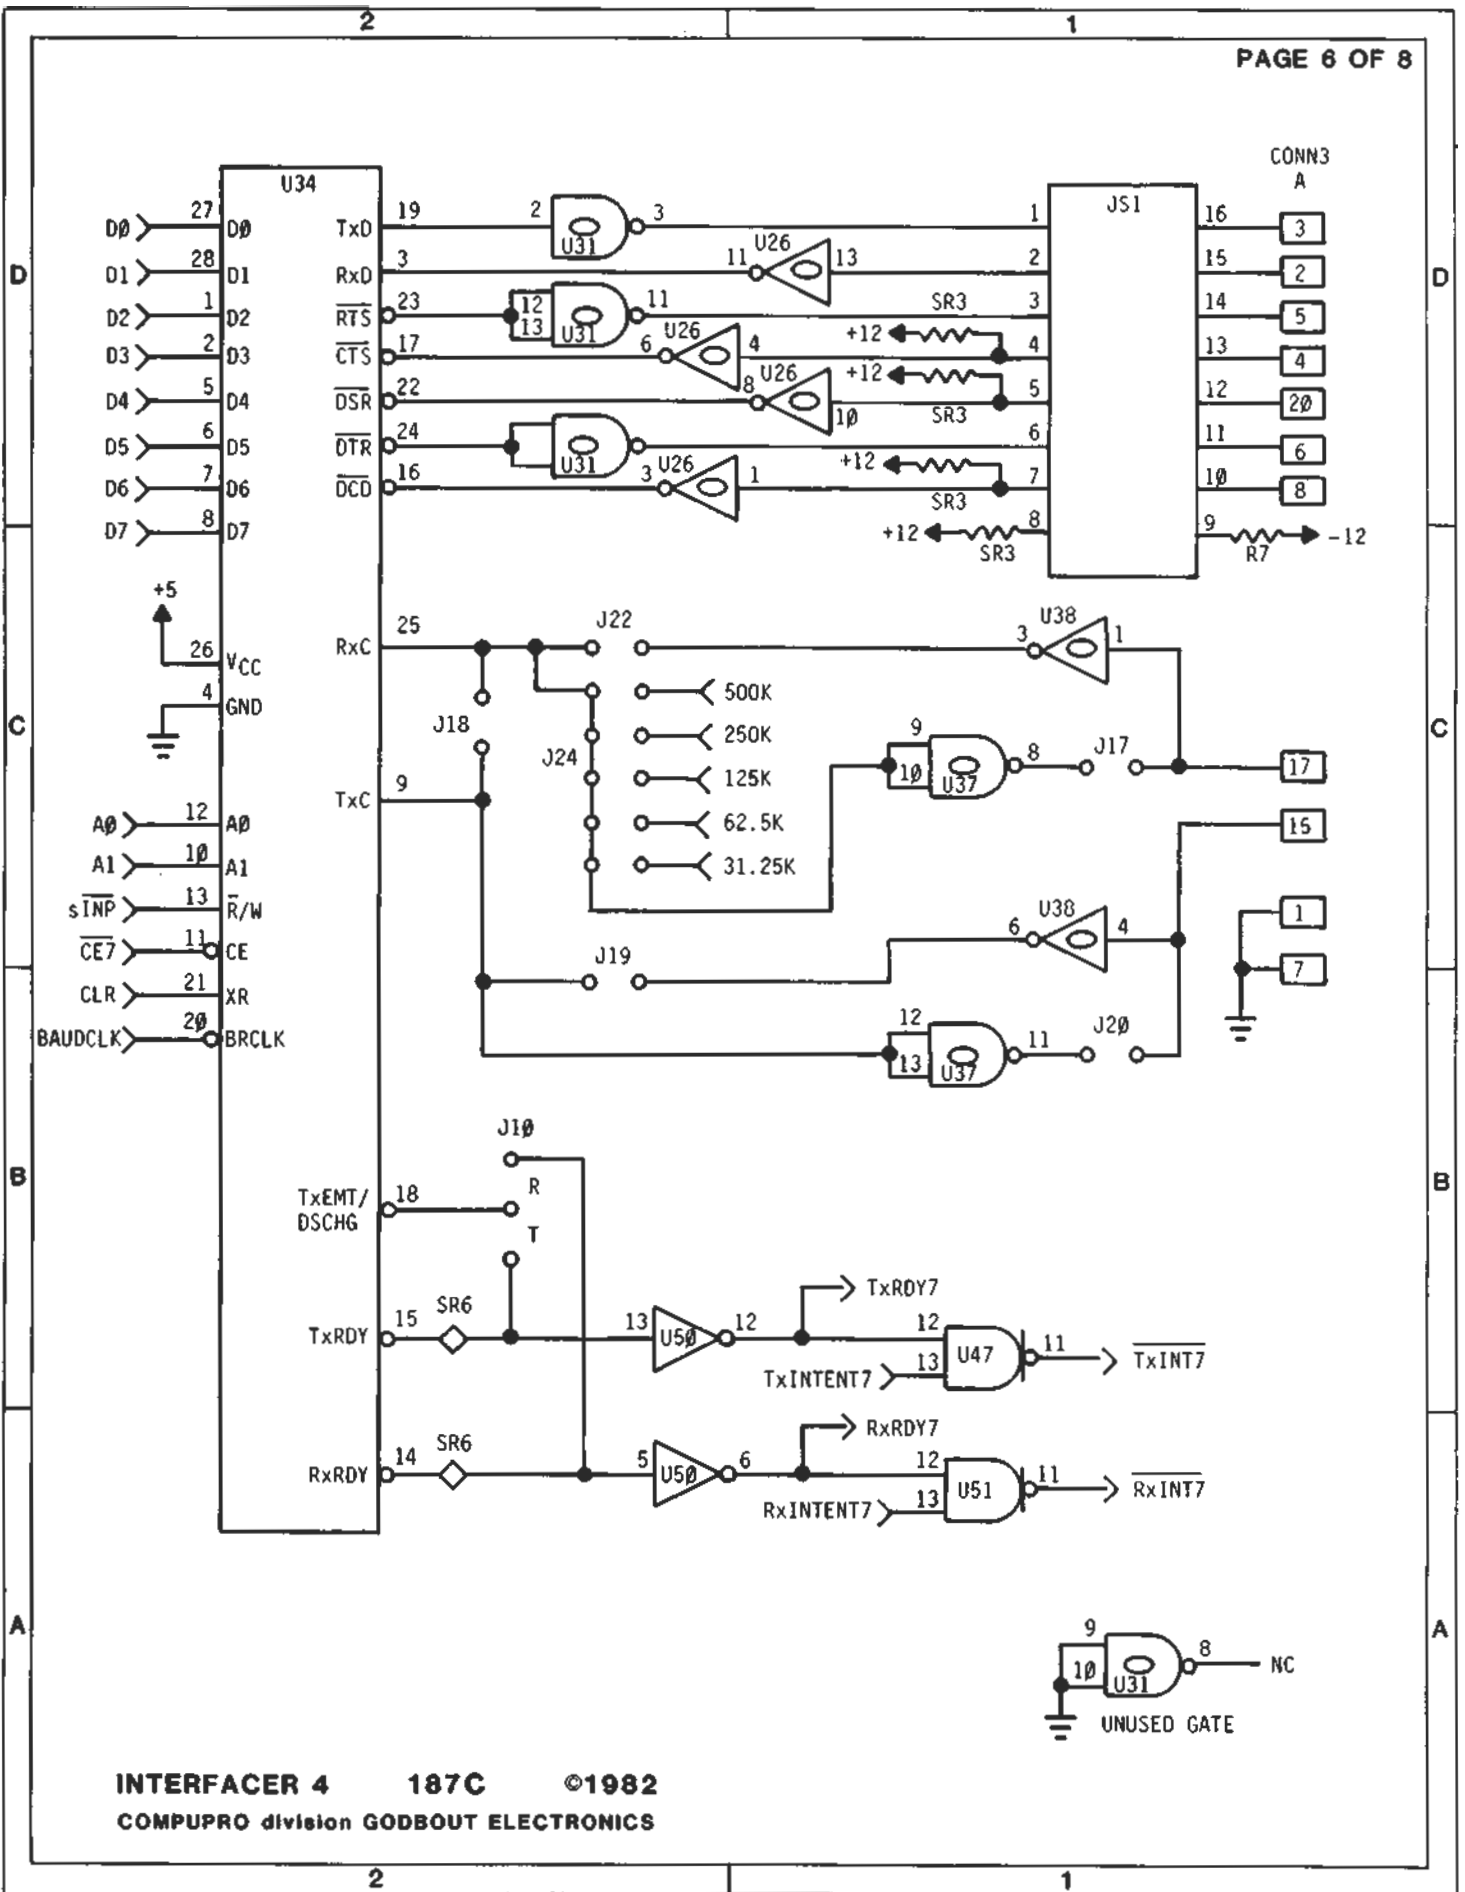 2 1
PAGE 6 OF 8
CONN3
A
U34
JS1
D0 27 D0 TxD 19 2 U31 3 1 16 3
D1 28 D1 RxD 3 11 U26 13 2 15 2
D2 1 D2 R̅T̅S̅ 23 12 13 U31 11 SR3 3 14 5
D3 2 D3 C̅T̅S̅ 17 6 U26 4 +12 4 13 4
D4 5 D4 D̅S̅R̅ 22 8 U26 10 +12 SR3 5 12 20
D5 6 D5 D̅T̅R̅ 24 U31 6 11 6
D6 7 D6 D̅C̅D̅ 16 3 U26 1 +12 SR3 7 10 8
D7 8 D7 +12 SR3 8 9 R7 -12
+5
26 VCC
4 GND
RxC 25 J22 3 U38 1
500K
J18
J24
250K
125K
62.5K
31.25K
9 10 U37 8 J17 17
TxC 9
15
A0 12 A0
A1 10 A1
sI̅N̅P̅ 13 R̅/W
C̅E̅7̅ 11 CE
CLR 21 XR
BAUDCLK 20 BRCLK
J19 6 U38 4
1
7
12 13 U37 11 J20
J10
R
T
TxEMT/
DSCHG
18
TxRDY 15 SR6 13 U50 12 TxRDY7
12 U47 11 T̅x̅I̅N̅T̅7̅
TxINTENT7 13
RxRDY 14 SR6 5 U50 6 RxRDY7
12 U51 11 R̅x̅I̅N̅T̅7̅
RxINTENT7 13
9 10 U31 8 NC
UNUSED GATE
INTERFACER 4 187C ©1982
COMPUPRO division GODBOUT ELECTRONICS
D D
C C
B B
A A
2 1